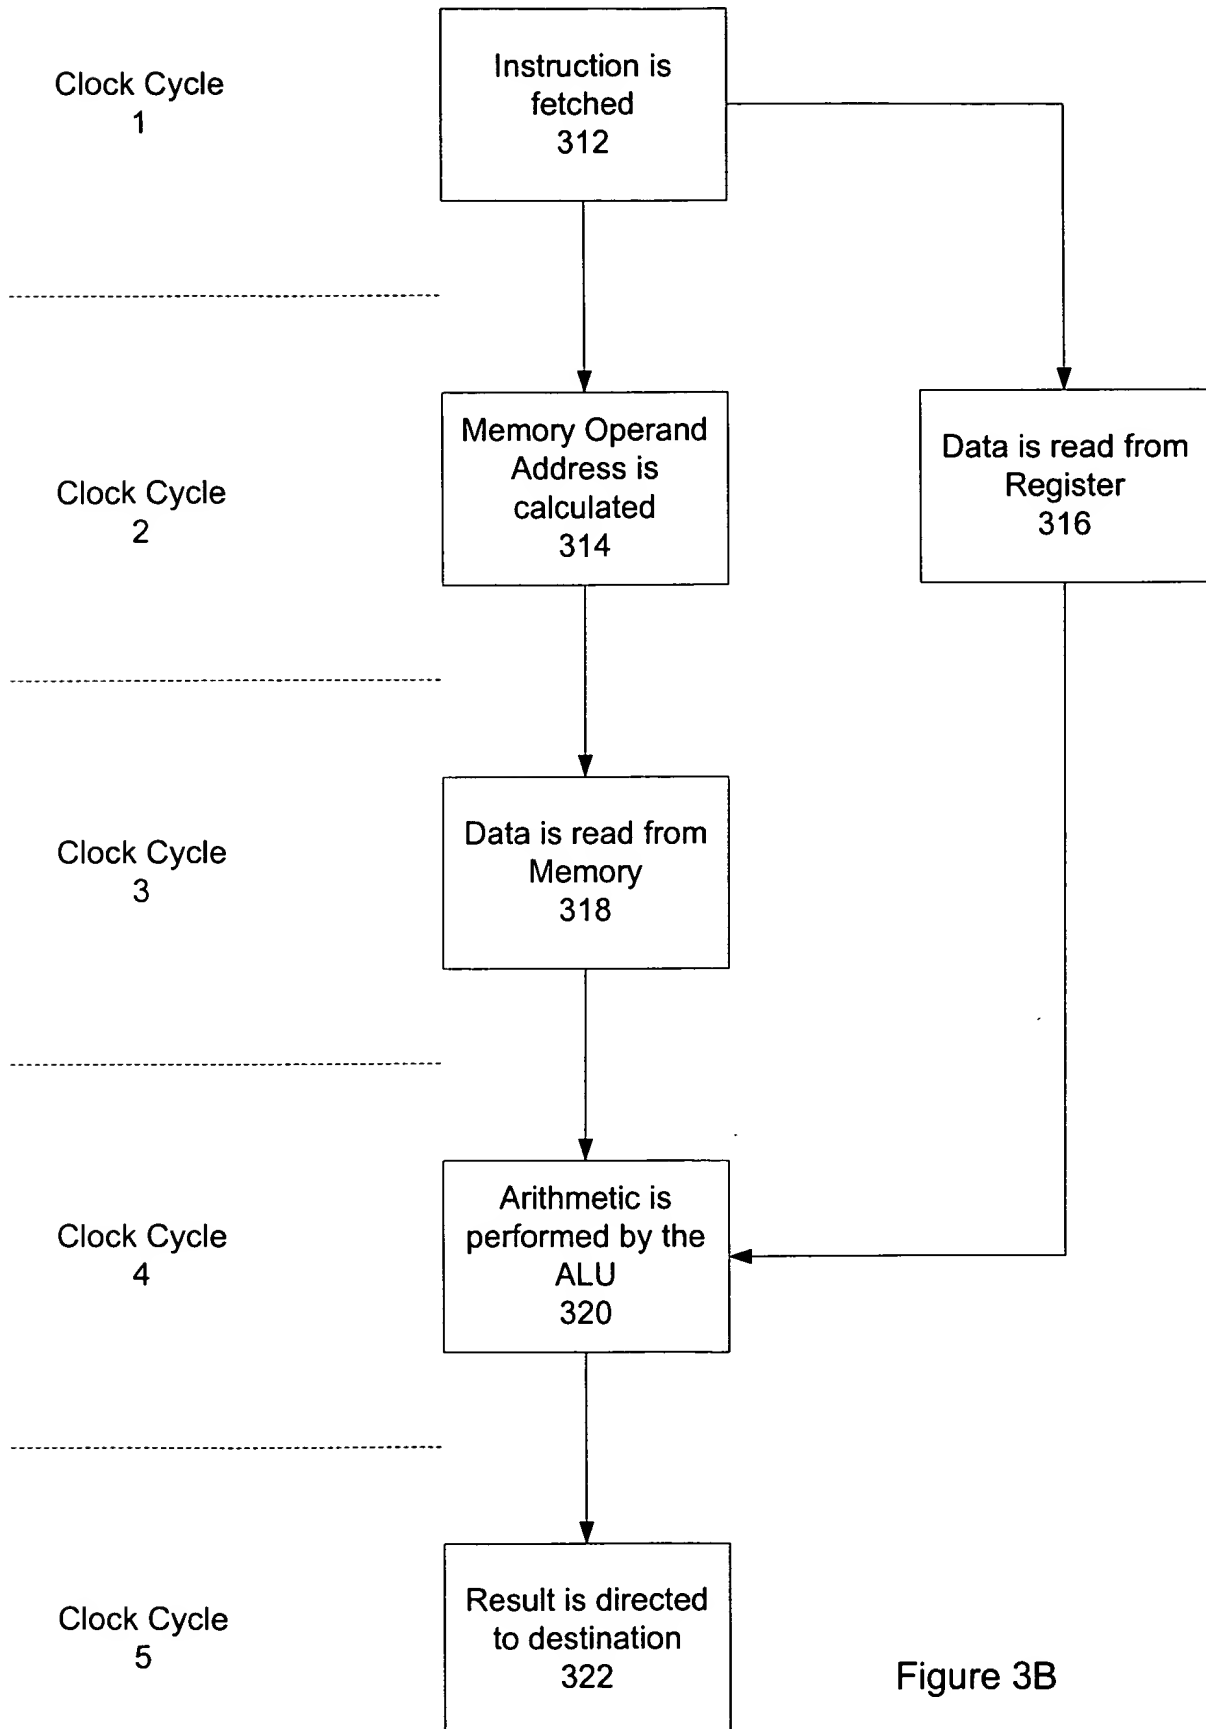 Clock Cycle
1
Instruction is
fetched
312
Clock Cycle
2
Memory Operand
Address is
calculated
314
Data is read from
Register
316
Clock Cycle
3
Data is read from
Memory
318
Clock Cycle
4
Arithmetic is
performed by the
ALU
320
Clock Cycle
5
Result is directed
to destination
322
Figure 3B